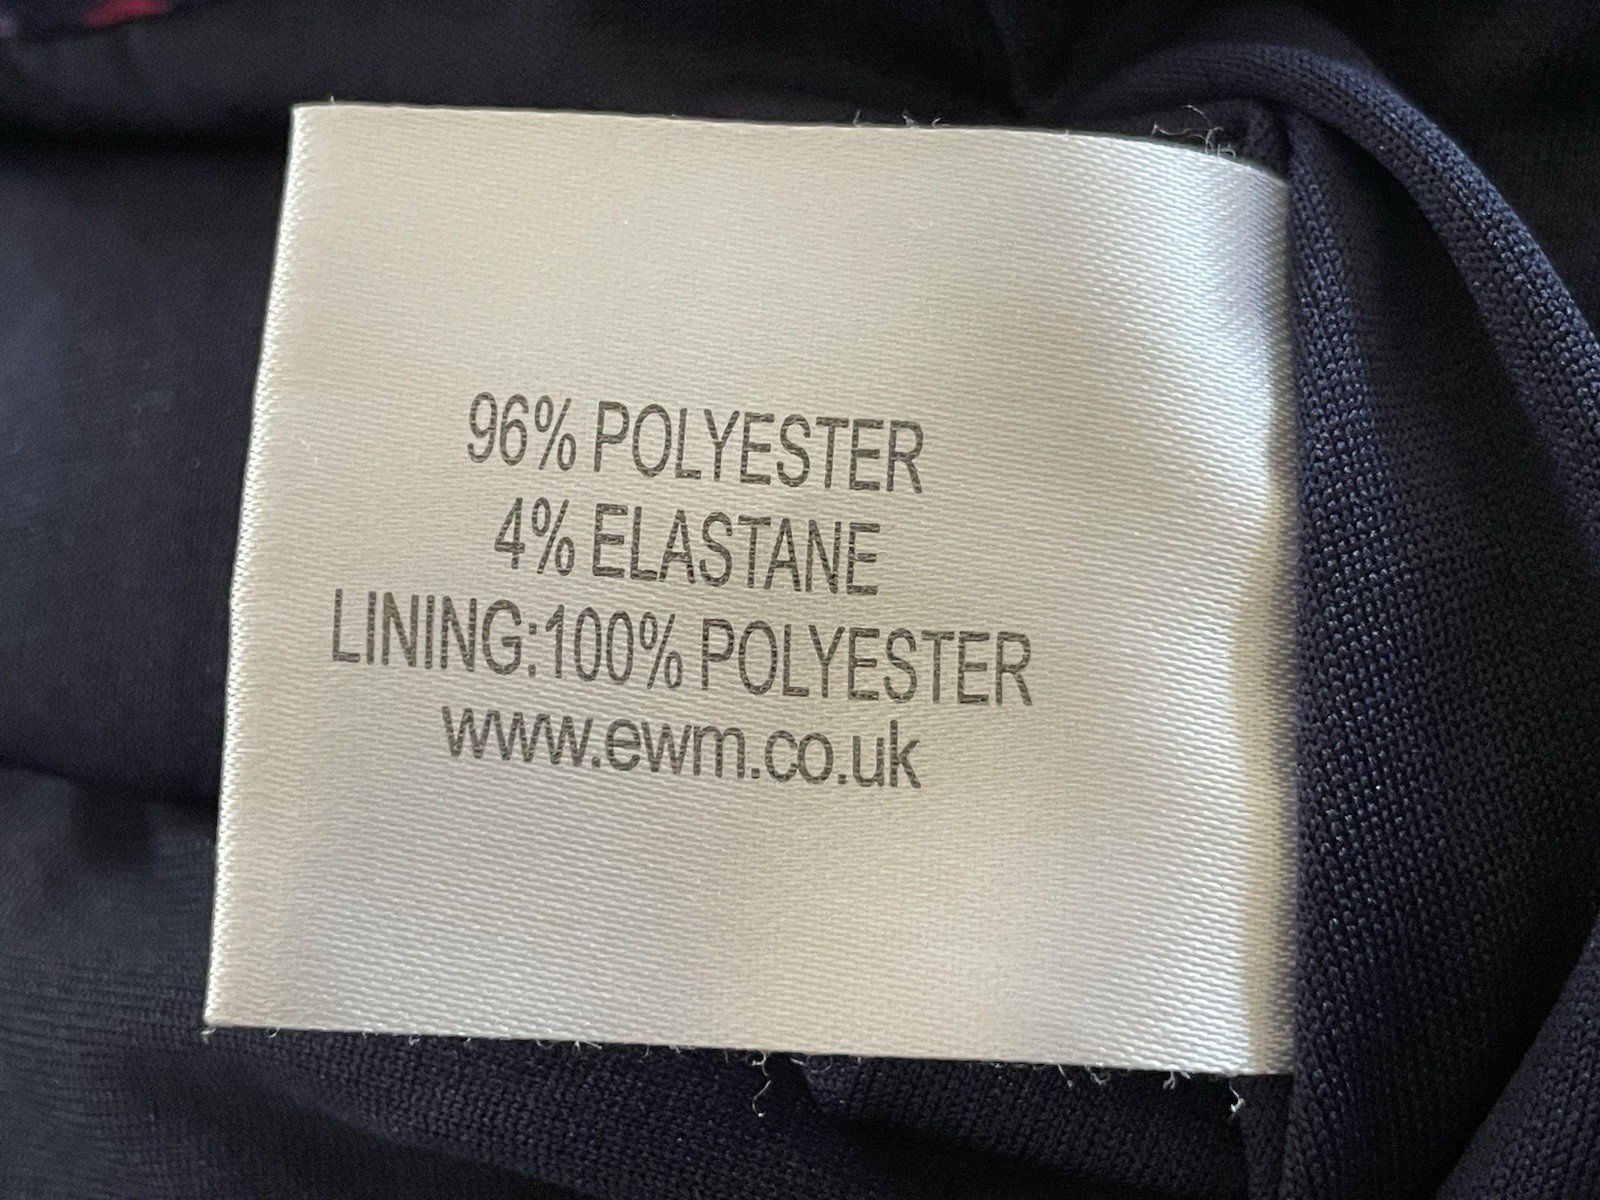 96% POLYESTER
4% ELASTANE
LINING:100% POLYESTER
www.ewm.co.uk